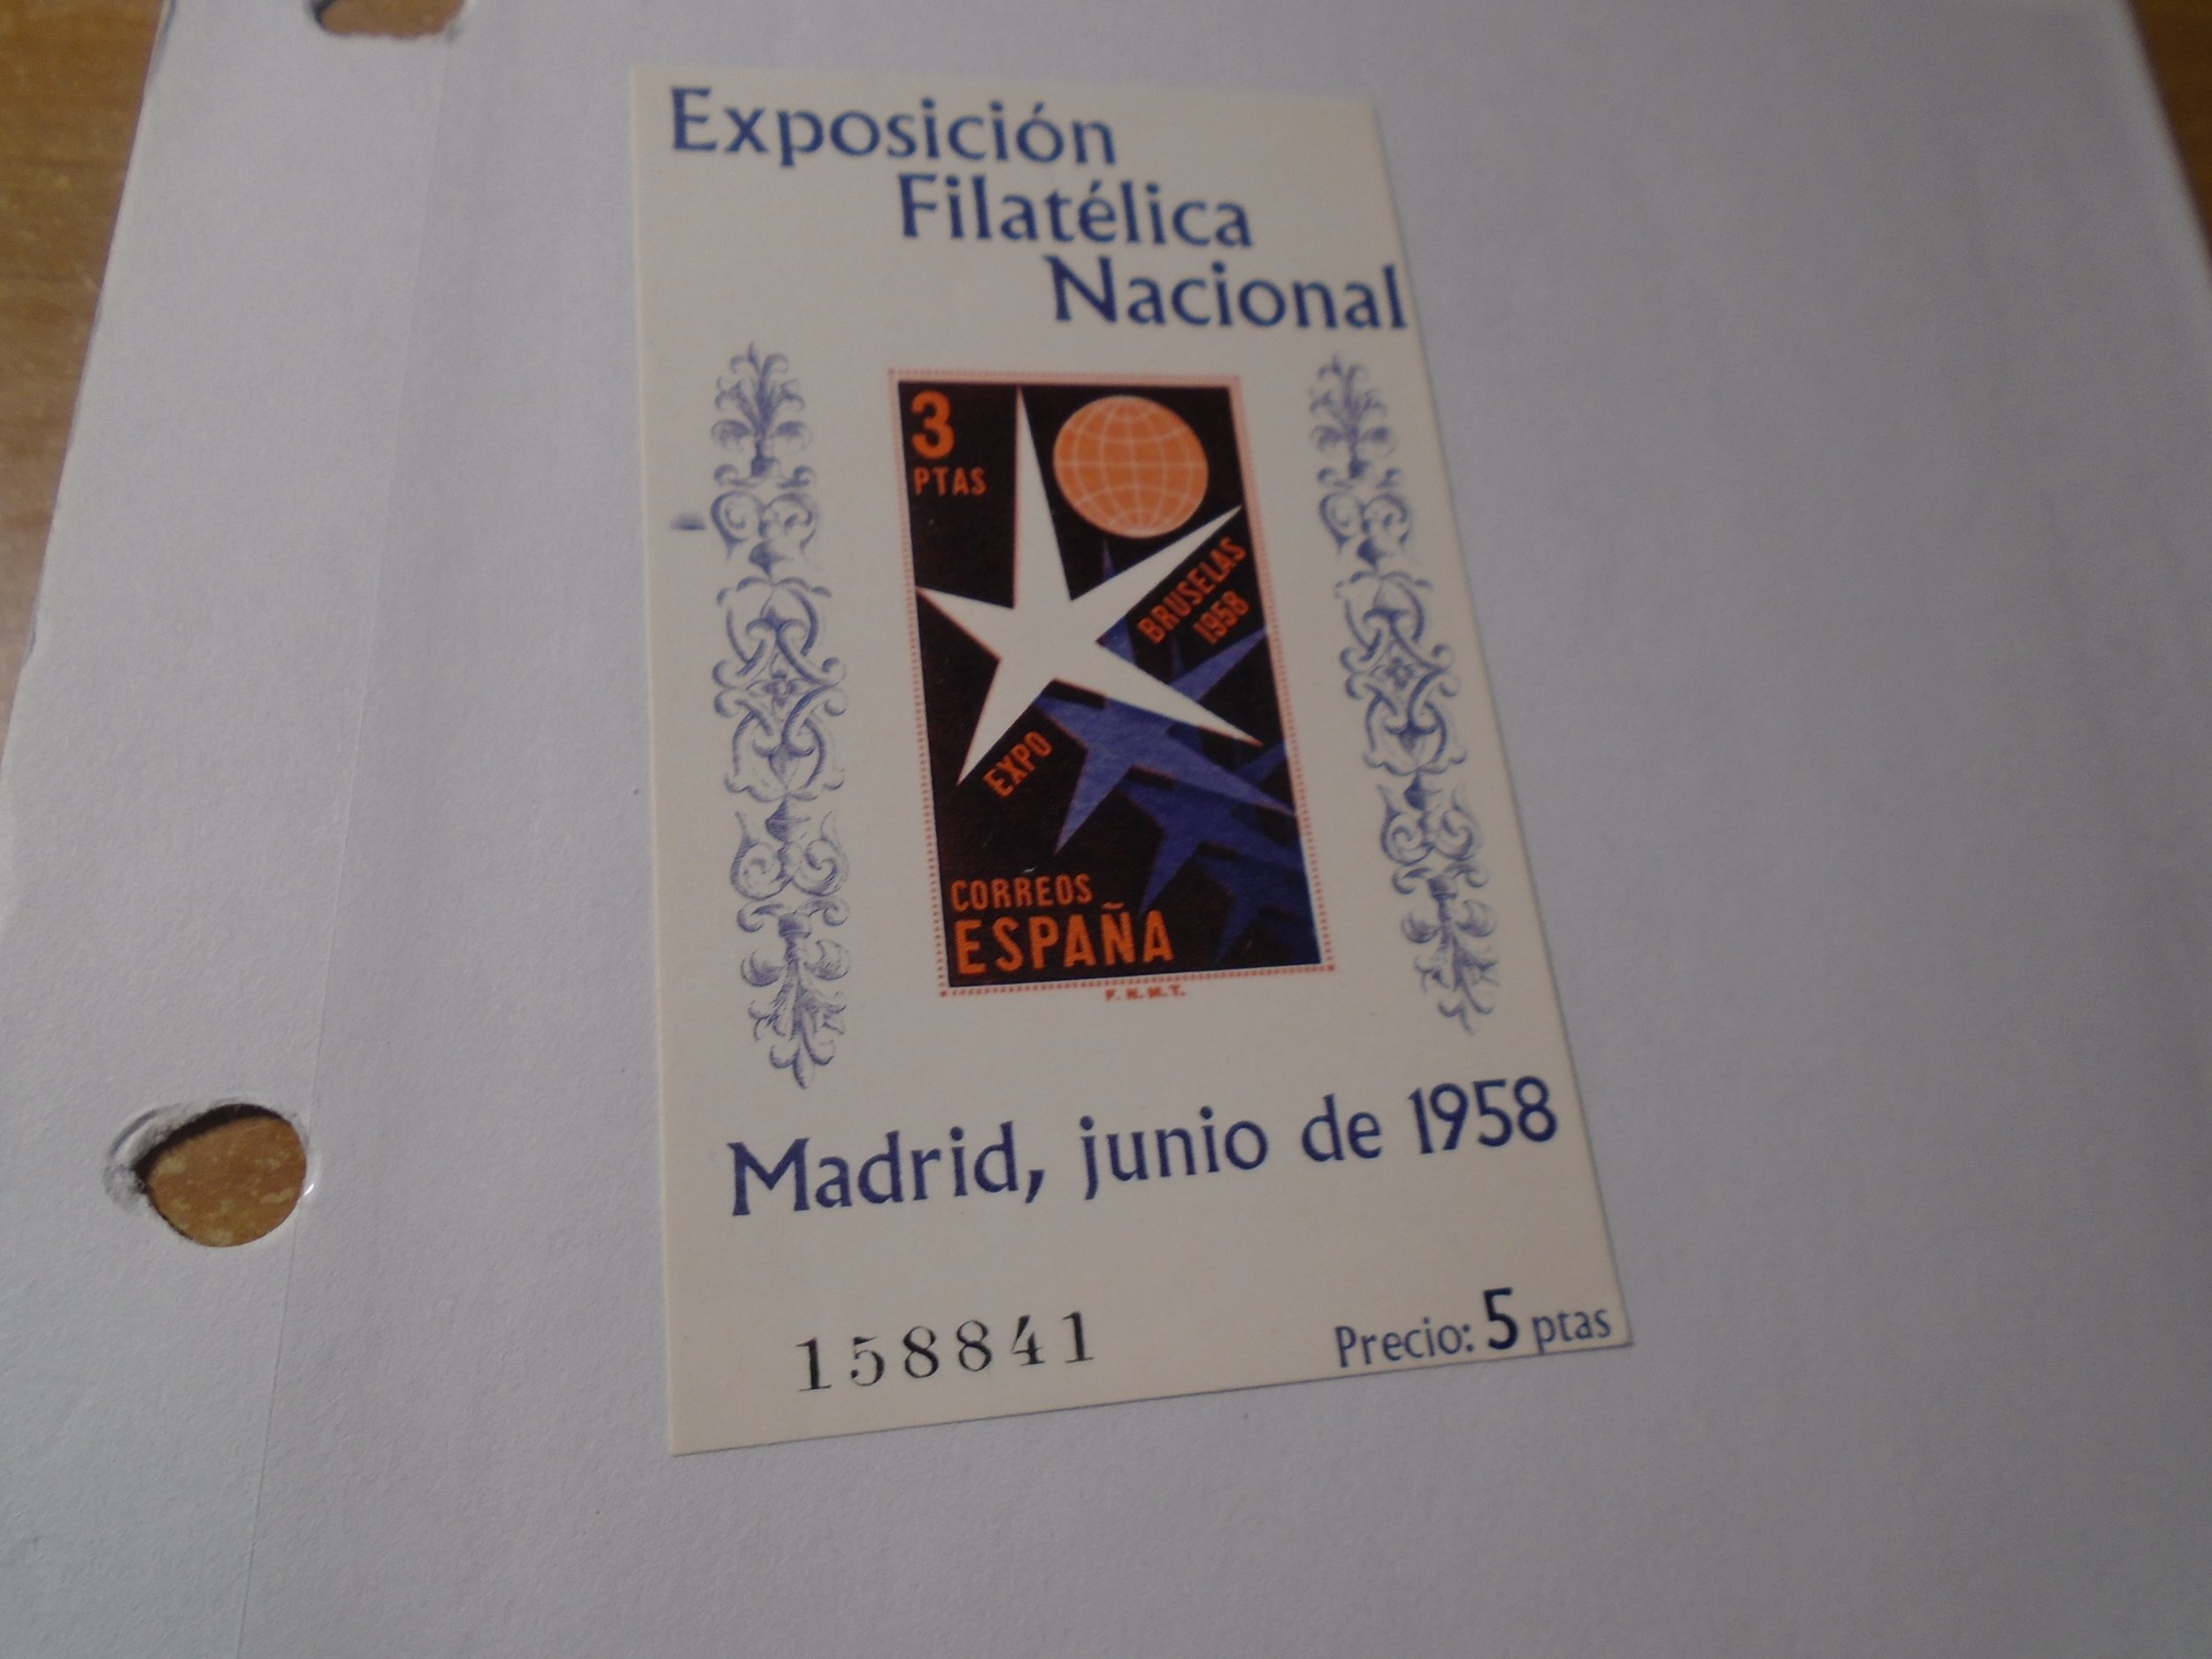 Exposición
Filatélica
Nacional
3
PTAS
BRUSELAS
1958
EXPO
CORREOS
ESPAÑA
F. N. M. T.
Madrid, junio de 1958
158841
Precio: 5 ptas